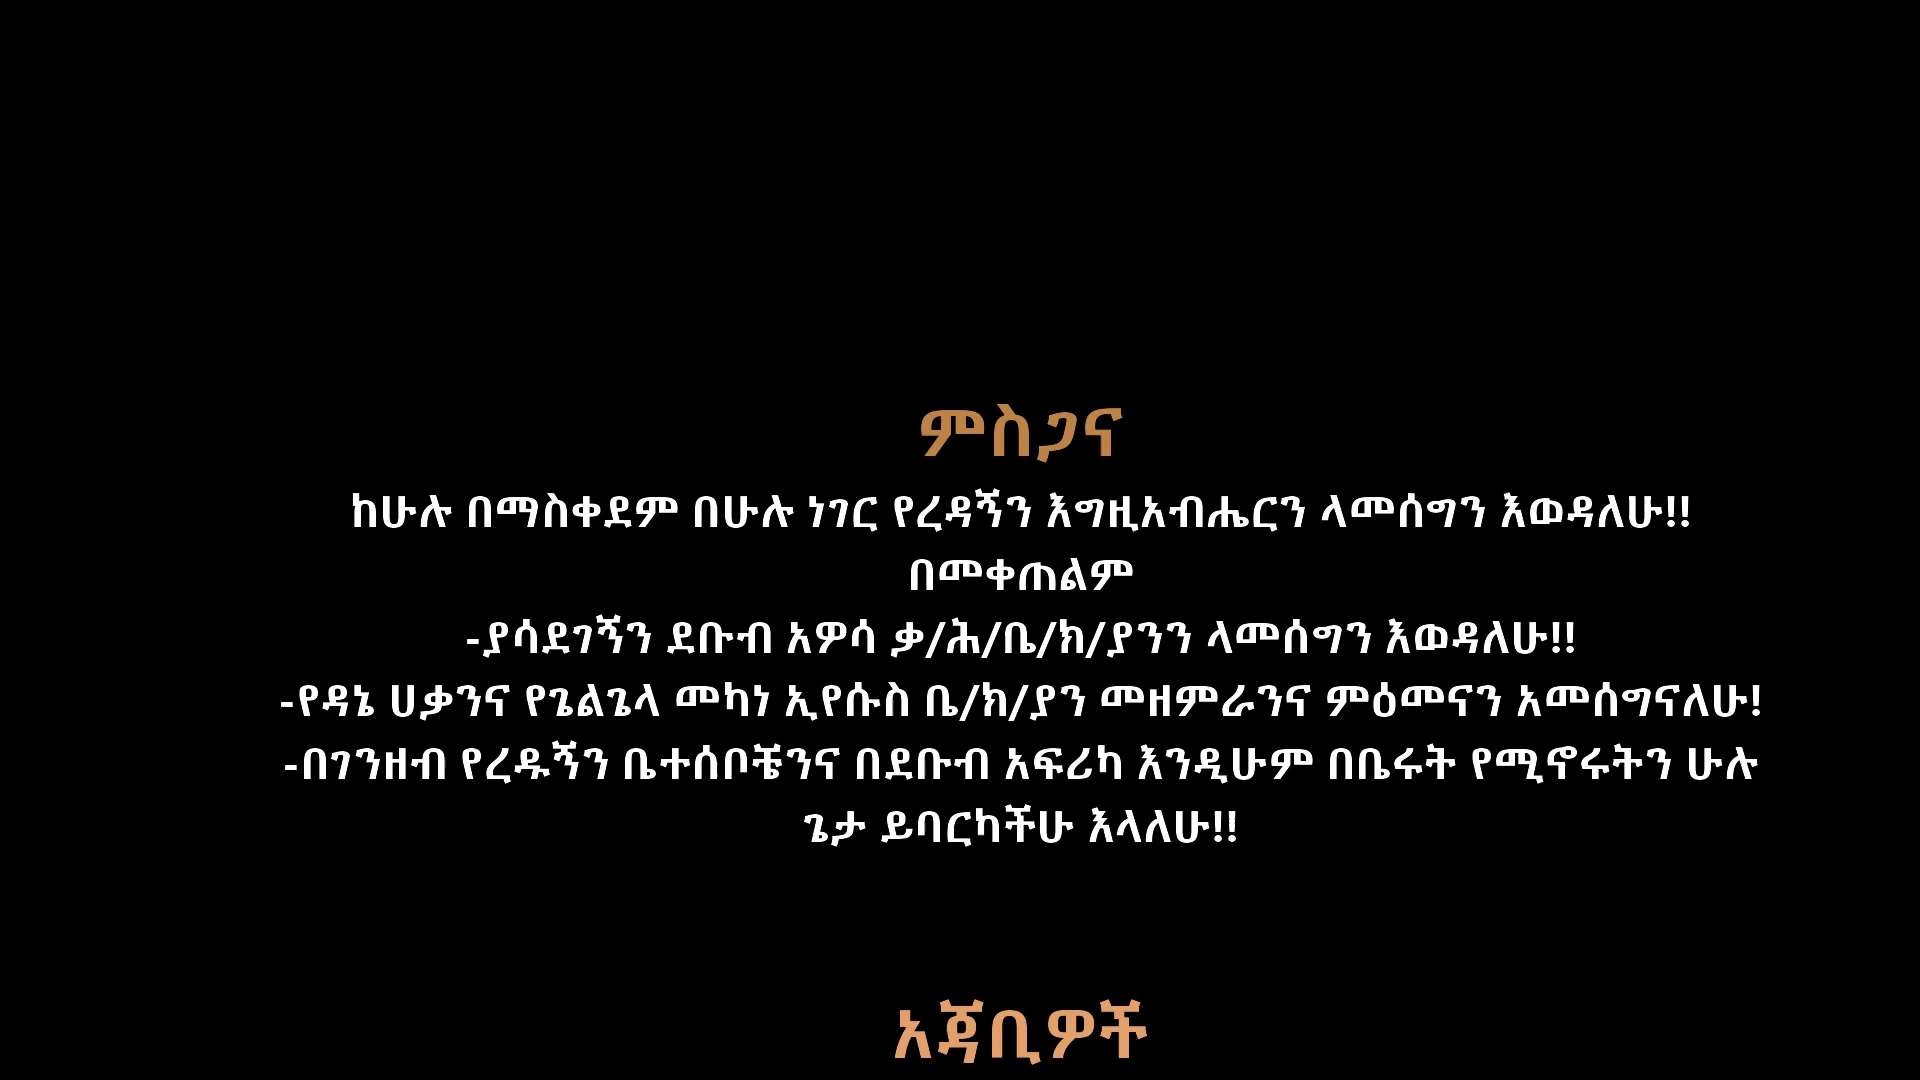 ምስጋና
ከሁሉ በማስቀደም በሁሉ ነገር የረዳኝን እግዚአብሔርን ላመሰግን እወዳለሁ!!
በመቀጠልም
-ያሳደገኝን ደቡብ አዎሳ ቃ/ሕ/ቤ/ክ/ያንን ላመሰግን እወዳለሁ!!
-የዳኔ ሀቃንና የጌልጌላ መካነ ኢየሱስ ቤ/ክ/ያን መዘምራንና ምዕመናን አመሰግናለሁ!
-በገንዘብ የረዱኝን ቤተሰቦቼንና በደቡብ አፍሪካ እንዲሁም በቤሩት የሚኖሩትን ሁሉ
ጌታ ይባርካችሁ እላለሁ!!
አጃቢዎች